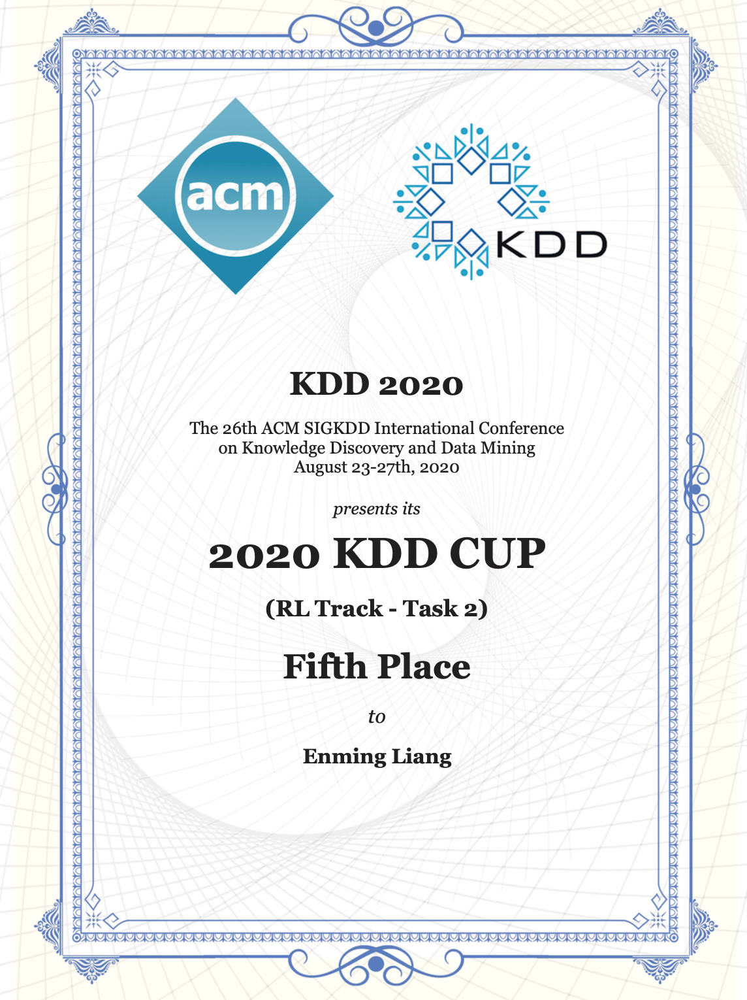 acm
KDD
KDD 2020
The 26th ACM SIGKDD International Conference
on Knowledge Discovery and Data Mining
August 23-27th, 2020
presents its
2020 KDD CUP
(RL Track - Task 2)
Fifth Place
to
Enming Liang